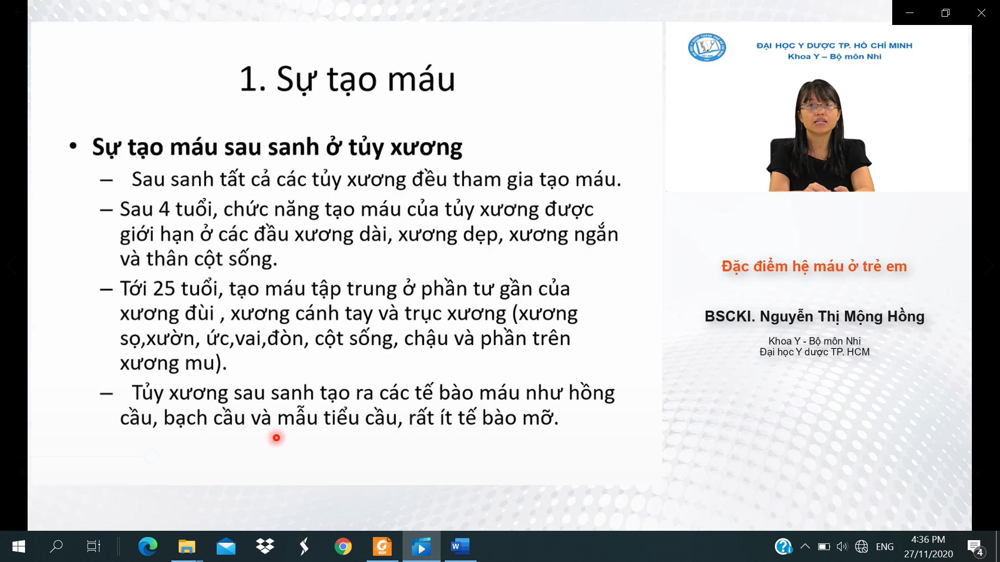 1. Sự tạo máu
• Sự tạo máu sau sanh ở tủy xương
– Sau sanh tất cả các tủy xương đều tham gia tạo máu.
– Sau 4 tuổi, chức năng tạo máu của tủy xương được
giới hạn ở các đầu xương dài, xương dẹp, xương ngắn
và thân cột sống.
– Tới 25 tuổi, tạo máu tập trung ở phần tư gần của
xương đùi , xương cánh tay và trục xương (xương
sọ,xườn, ức,vai,đòn, cột sống, chậu và phần trên
xương mu).
– Tủy xương sau sanh tạo ra các tế bào máu như hồng
cầu, bạch cầu và mẫu tiểu cầu, rất ít tế bào mỡ.
ĐẠI HỌC Y DƯỢC TP. HỒ CHÍ MINH
Khoa Y – Bộ môn Nhi
Đặc điểm hệ máu ở trẻ em
BSCKI. Nguyễn Thị Mộng Hồng
Khoa Y - Bộ môn Nhi
Đại học Y dược TP. HCM
PDF
W
ENG
4:36 PM
27/11/2020
4